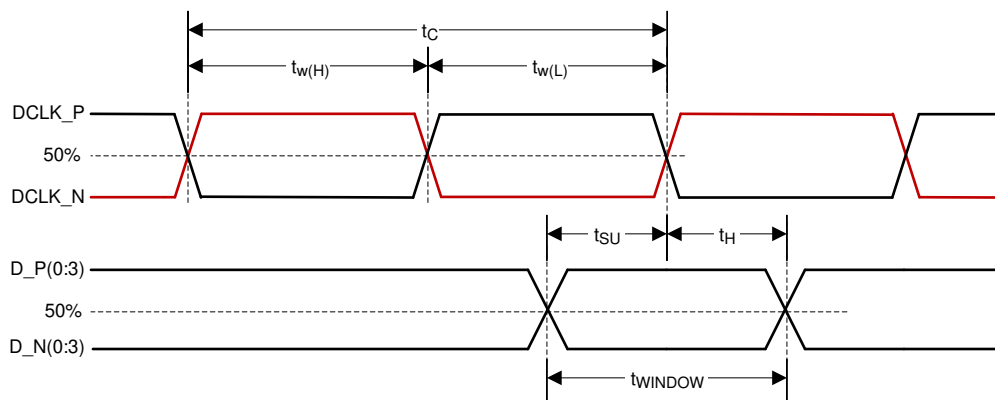 tC
tw(H) tw(L)
DCLK_P
50%
DCLK_N
tSU tH
D_P(0:3)
50%
D_N(0:3)
tWINDOW